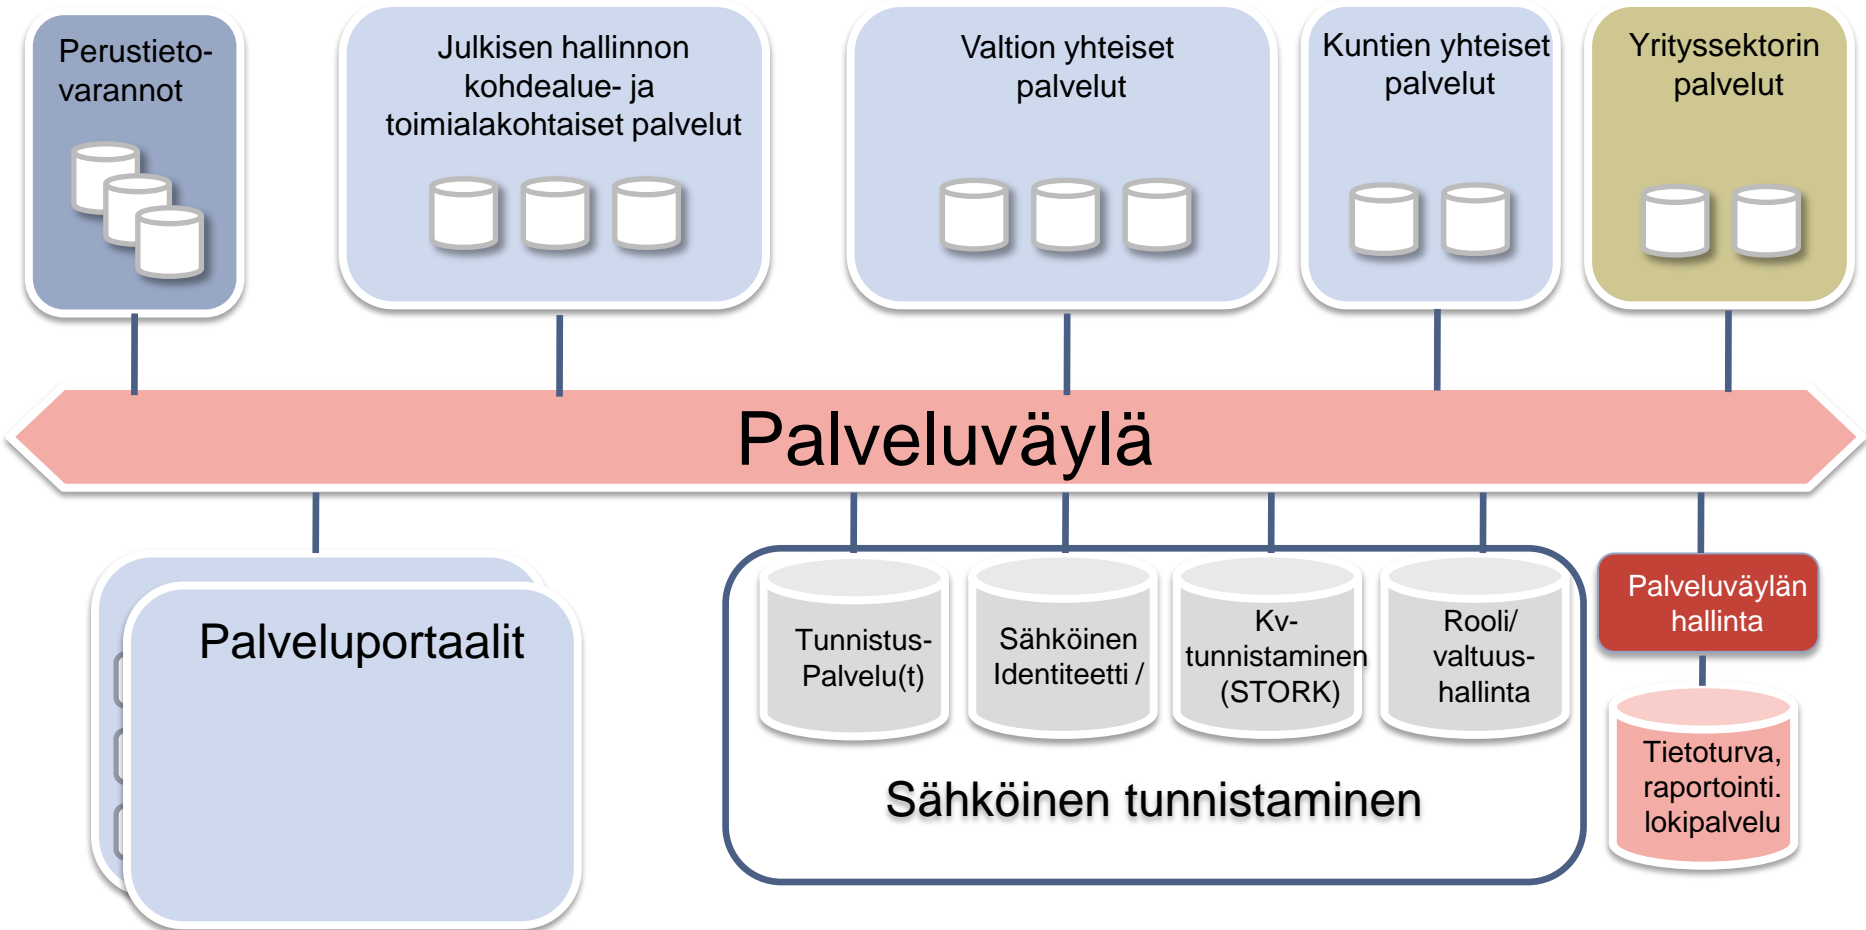 Perustieto-
varannot
Julkisen hallinnon
kohdealue- ja
toimialakohtaiset palvelut
Valtion yhteiset
palvelut
Kuntien yhteiset
palvelut
Yrityssektorin
palvelut
Palveluväylä
Palveluportaalit
Tunnistus-
Palvelu(t)
Sähköinen
Identiteetti /
Kv-
tunnistaminen
(STORK)
Rooli/
valtuus-
hallinta
Sähköinen tunnistaminen
Palveluväylän
hallinta
Tietoturva,
raportointi.
lokipalvelu